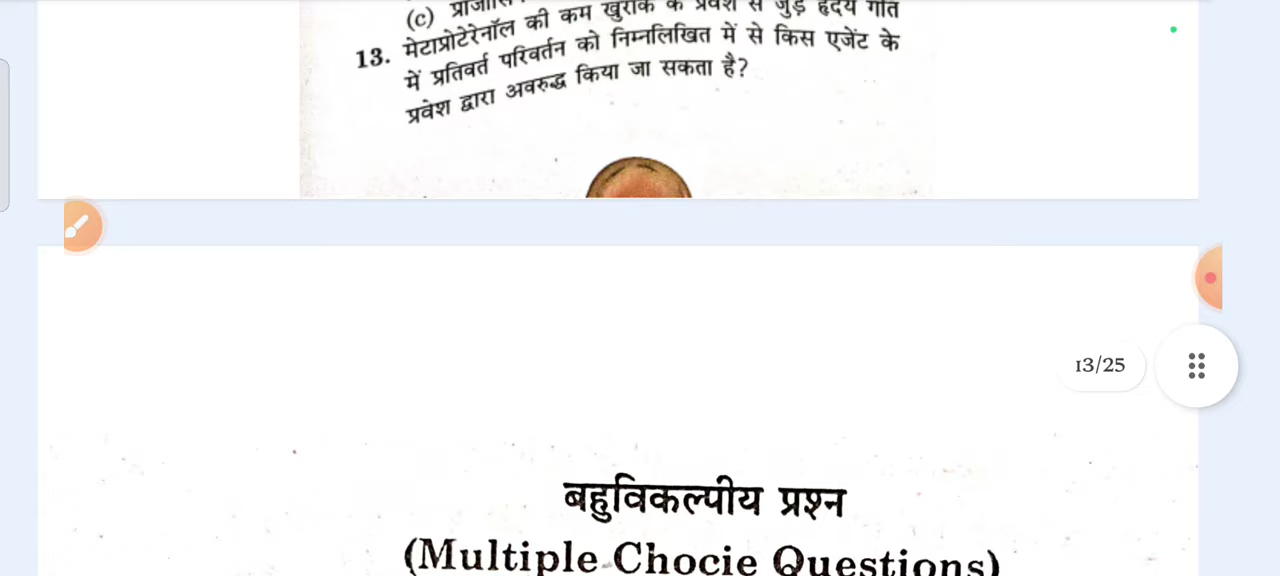 (c)
13. मेटाप्रोटेरेनॉल की कम खुराक के प्रवेश से जुड़े हृदय गति
में प्रतिवर्त परिवर्तन को निम्नलिखित में से किस एजेंट के
प्रवेश द्वारा अवरुद्ध किया जा सकता है?
13/25
बहुविकल्पीय प्रश्न
(Multiple Chocie Questions)